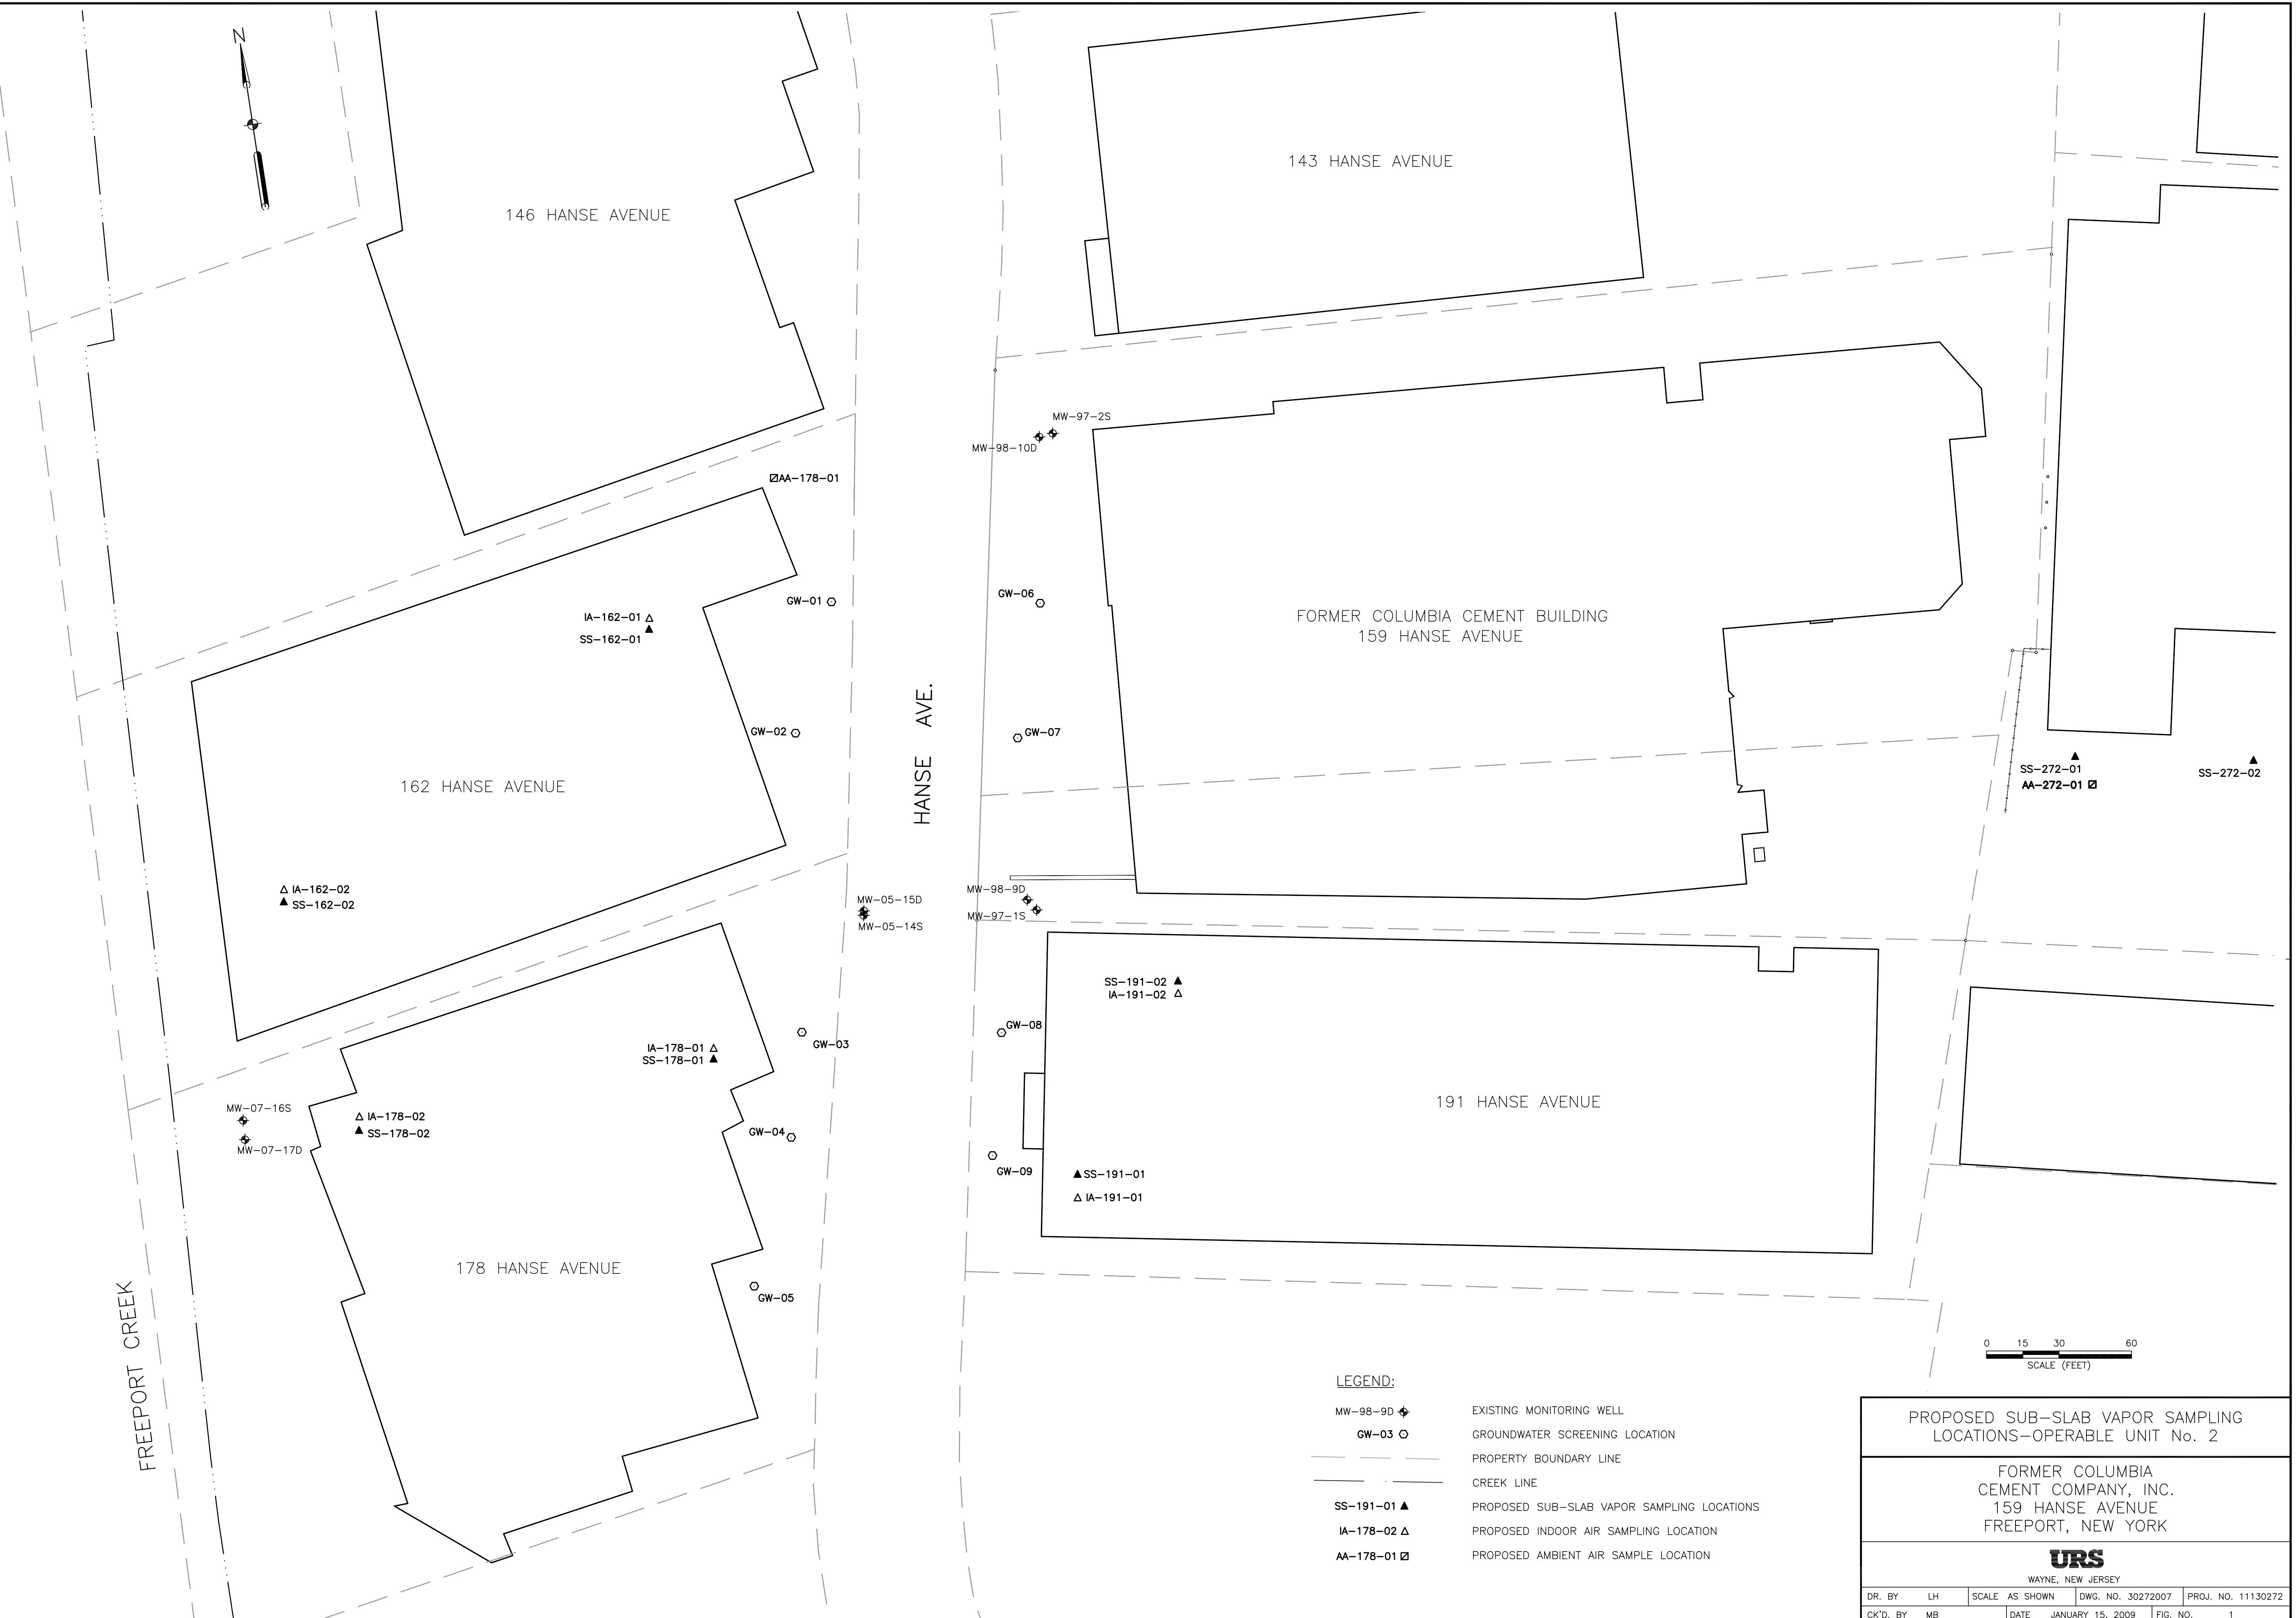 N
146 HANSE AVENUE
143 HANSE AVENUE
MW-97-2S
MW-98-10D
AA-178-01
IA-162-01
SS-162-01
GW-01
GW-06
FORMER COLUMBIA CEMENT BUILDING
159 HANSE AVENUE
HANSE AVE.
GW-02
GW-07
162 HANSE AVENUE
SS-272-01
AA-272-01
SS-272-02
IA-162-02
SS-162-02
MW-05-15D
MW-05-14S
MW-98-9D
MW-97-1S
SS-191-02
IA-191-02
IA-178-01
SS-178-01
GW-03
GW-08
MW-07-16S
MW-07-17D
IA-178-02
SS-178-02
GW-04
191 HANSE AVENUE
GW-09
SS-191-01
IA-191-01
178 HANSE AVENUE
GW-05
FREEPORT CREEK
0 15 30 60
SCALE (FEET)
LEGEND:
MW-98-9D EXISTING MONITORING WELL
GW-03 GROUNDWATER SCREENING LOCATION
PROPERTY BOUNDARY LINE
CREEK LINE
SS-191-01 PROPOSED SUB-SLAB VAPOR SAMPLING LOCATIONS
IA-178-02 PROPOSED INDOOR AIR SAMPLING LOCATION
AA-178-01 PROPOSED AMBIENT AIR SAMPLE LOCATION
PROPOSED SUB-SLAB VAPOR SAMPLING
LOCATIONS-OPERABLE UNIT No. 2
FORMER COLUMBIA
CEMENT COMPANY, INC.
159 HANSE AVENUE
FREEPORT, NEW YORK
URS
WAYNE, NEW JERSEY
DR. BY LH SCALE AS SHOWN DWG. NO. 30272007 PROJ. NO. 11130272
CK'D. BY MB DATE JANUARY 15, 2009 FIG. NO. 1